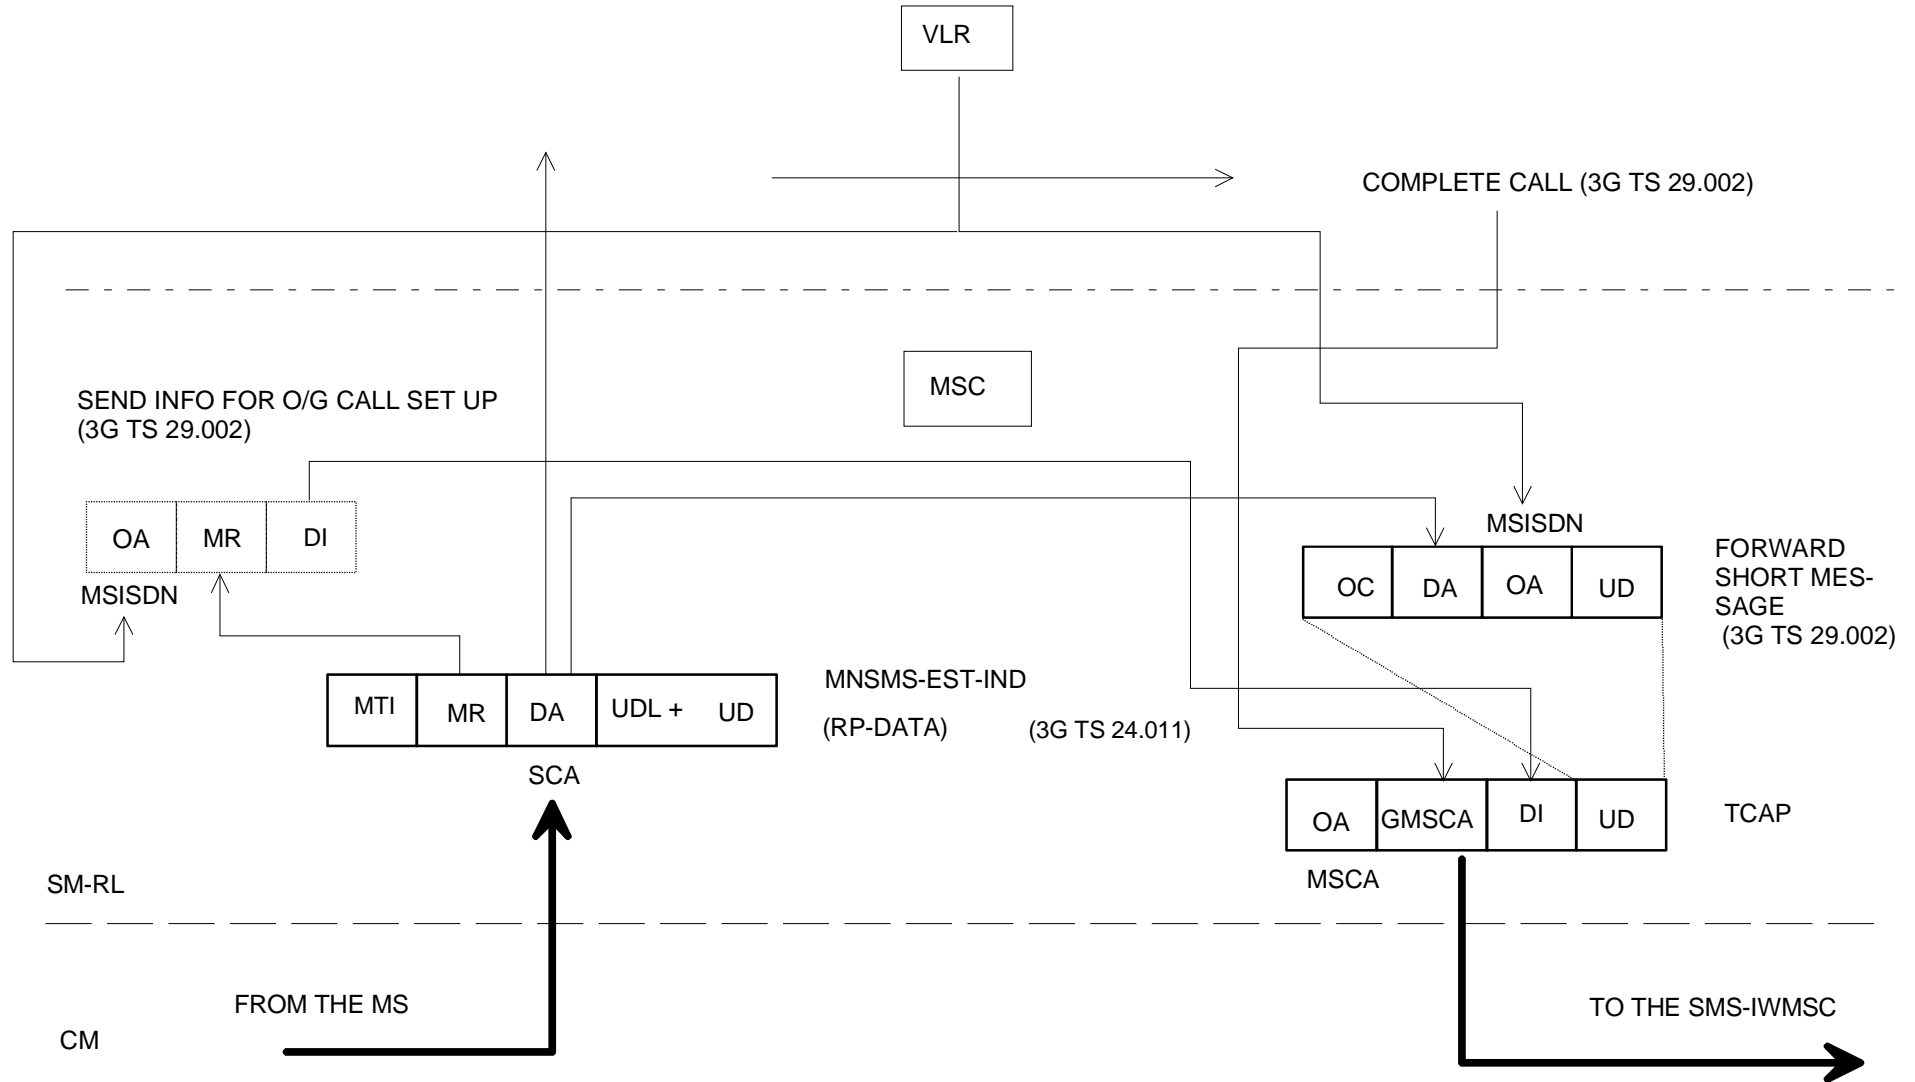 VLR
COMPLETE CALL (3G TS 29.002)
MSC
SEND INFO FOR O/G CALL SET UP
(3G TS 29.002)
OA MR DI
MSISDN
MSISDN
OC DA OA UD
FORWARD
SHORT MES-
SAGE
(3G TS 29.002)
MTI MR DA UDL + UD
MNSMS-EST-IND
(RP-DATA) (3G TS 24.011)
SCA
OA GMSCA DI UD
TCAP
MSCA
SM-RL
FROM THE MS
TO THE SMS-IWMSC
CM